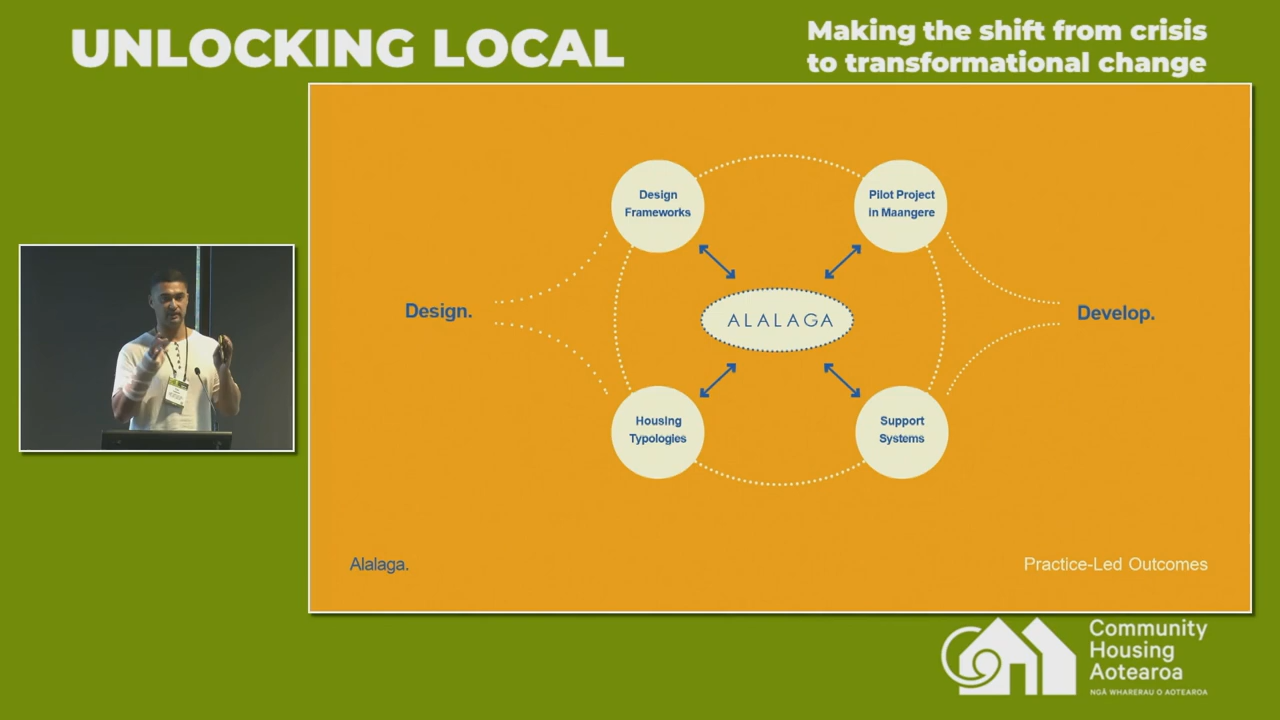 UNLOCKING LOCAL
Making the shift from crisis
to transformational change
Design
Frameworks
Pilot Project
in Maangere
Design.
ALALAGA
Develop.
Housing
Typologies
Support
Systems
Alalaga.
Practice-Led Outcomes
Community
Housing
Aotearoa
NGĀ WHARERAU O AOTEAROA